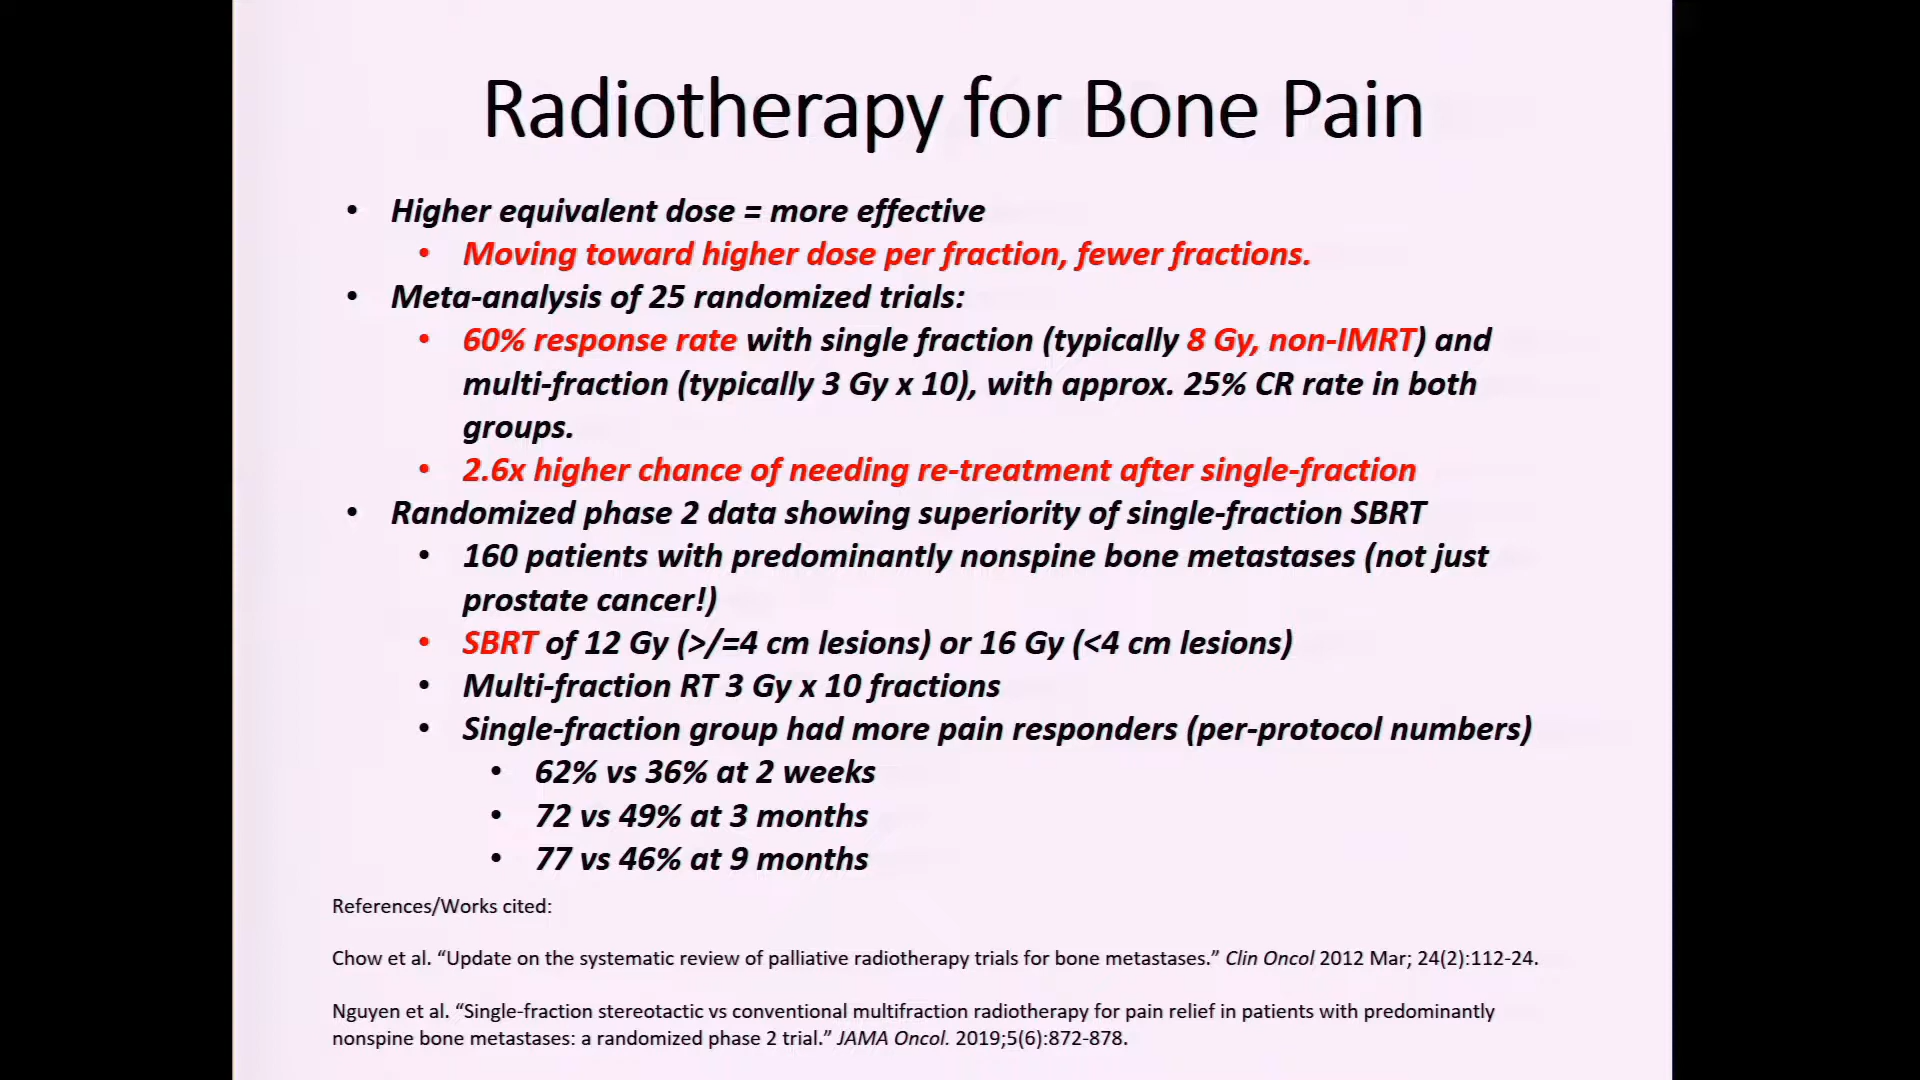 Radiotherapy for Bone Pain
• Higher equivalent dose = more effective
• Moving toward higher dose per fraction, fewer fractions.
• Meta-analysis of 25 randomized trials:
• 60% response rate with single fraction (typically 8 Gy, non-IMRT) and
multi-fraction (typically 3 Gy x 10), with approx. 25% CR rate in both
groups.
• 2.6x higher chance of needing re-treatment after single-fraction
• Randomized phase 2 data showing superiority of single-fraction SBRT
• 160 patients with predominantly nonspine bone metastases (not just
prostate cancer!)
• SBRT of 12 Gy (>/=4 cm lesions) or 16 Gy (<4 cm lesions)
• Multi-fraction RT 3 Gy x 10 fractions
• Single-fraction group had more pain responders (per-protocol numbers)
• 62% vs 36% at 2 weeks
• 72 vs 49% at 3 months
• 77 vs 46% at 9 months
References/Works cited:
Chow et al. “Update on the systematic review of palliative radiotherapy trials for bone metastases.” Clin Oncol 2012 Mar; 24(2):112-24.
Nguyen et al. “Single-fraction stereotactic vs conventional multifraction radiotherapy for pain relief in patients with predominantly
nonspine bone metastases: a randomized phase 2 trial.” JAMA Oncol. 2019;5(6):872-878.